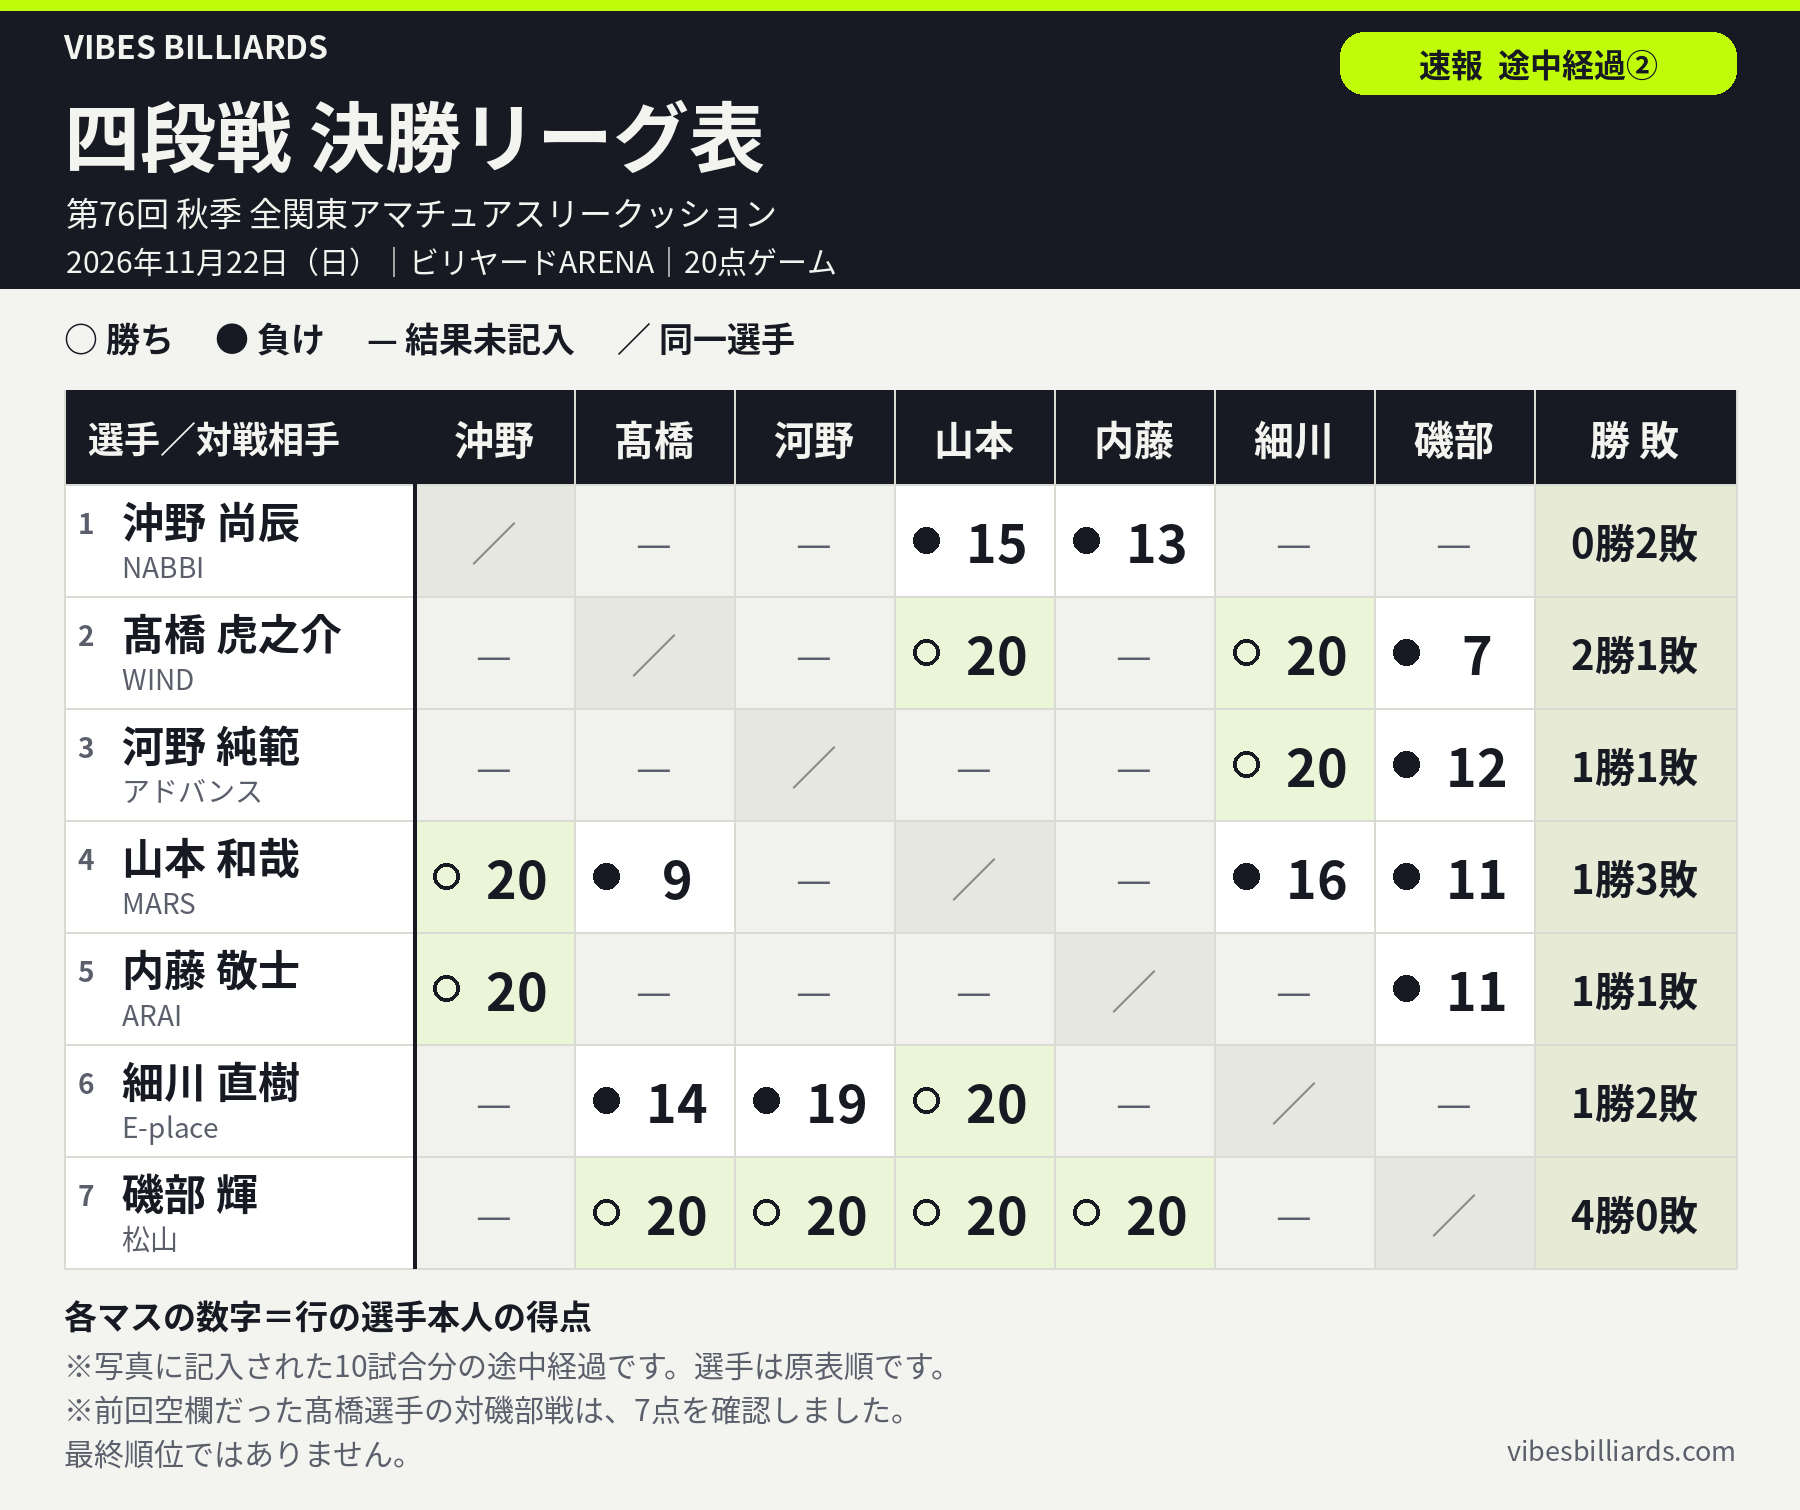 VIBES BILLIARDS
速報 途中経過②
四段戦 決勝リーグ表
第76回 秋季 全関東アマチュアスリークッション
2026年11月22日（日）｜ビリヤードARENA｜20点ゲーム
○ 勝ち ● 負け — 結果未記入 ／ 同一選手
選手／対戦相手 沖野 髙橋 河野 山本 内藤 細川 磯部 勝敗
1 沖野 尚辰 ／ — — ● 15 ● 13 — — 0勝2敗
NABBI
2 髙橋 虎之介 — ／ — ○ 20 — ○ 20 ● 7 2勝1敗
WIND
3 河野 純範 — — ／ — — ○ 20 ● 12 1勝1敗
アドバンス
4 山本 和哉 ○ 20 ● 9 — ／ — ● 16 ● 11 1勝3敗
MARS
5 内藤 敬士 ○ 20 — — — ／ — ● 11 1勝1敗
ARAI
6 細川 直樹 — ● 14 ● 19 ○ 20 — ／ — 1勝2敗
E-place
7 磯部 輝 — ○ 20 ○ 20 ○ 20 ○ 20 — ／ 4勝0敗
松山
各マスの数字＝行の選手本人の得点
※写真に記入された10試合分の途中経過です。選手は原表順です。
※前回空欄だった髙橋選手の対磯部戦は、7点を確認しました。
最終順位ではありません。
vibesbilliards.com